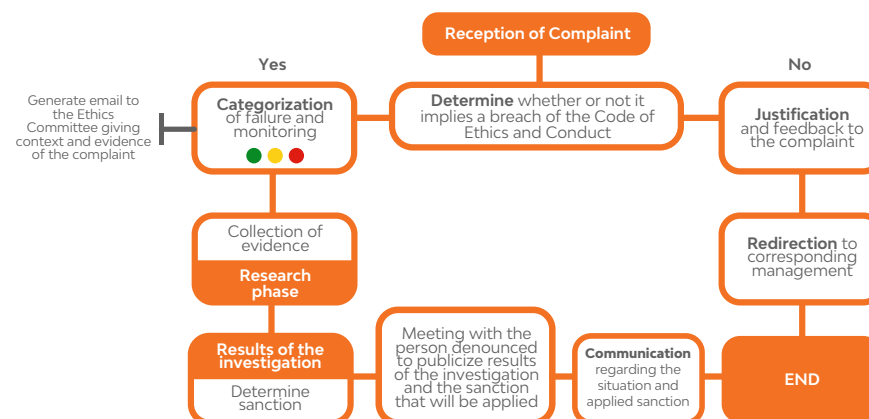 Reception of Complaint
Yes
No
Generate email to
the Ethics
Committee giving
context and evidence
of the complaint
Categorization
of failure and
monitoring
Determine whether or not it
implies a breach of the Code of
Ethics and Conduct
Justification
and feedback to
the complaint
Collection of
evidence
Research
phase
Redirection to
corresponding
management
Results of the
investigation
Determine
sanction
Meeting with the
person denounced
to publicize results
of the investigation
and the sanction
that will be applied
Communication
regarding the
situation and
applied sanction
END